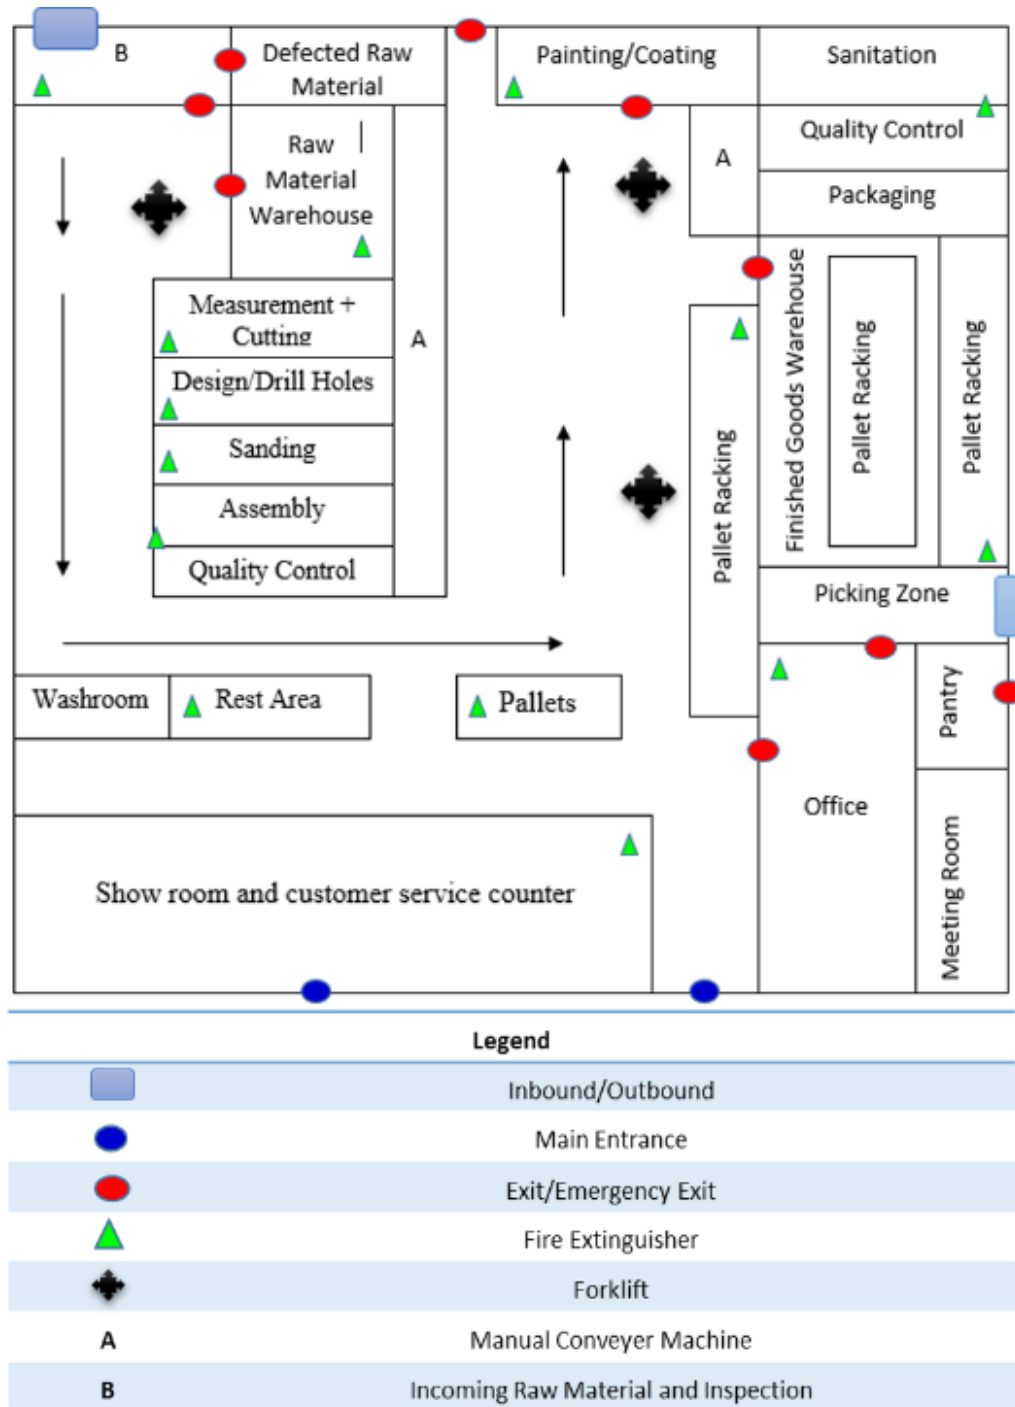 B
Defected Raw
Material
Painting/Coating
Sanitation
Raw
Material
Warehouse
A
Quality Control
Packaging
Measurement +
Cutting
Design/Drill Holes
Sanding
Assembly
Quality Control
A
Pallet Racking
Finished Goods Warehouse
Pallet Racking
Pallet Racking
Picking Zone
Washroom
Rest Area
Pallets
Office
Pantry
Meeting Room
Show room and customer service counter
Legend
Inbound/Outbound
Main Entrance
Exit/Emergency Exit
Fire Extinguisher
Forklift
A Manual Conveyer Machine
B Incoming Raw Material and Inspection